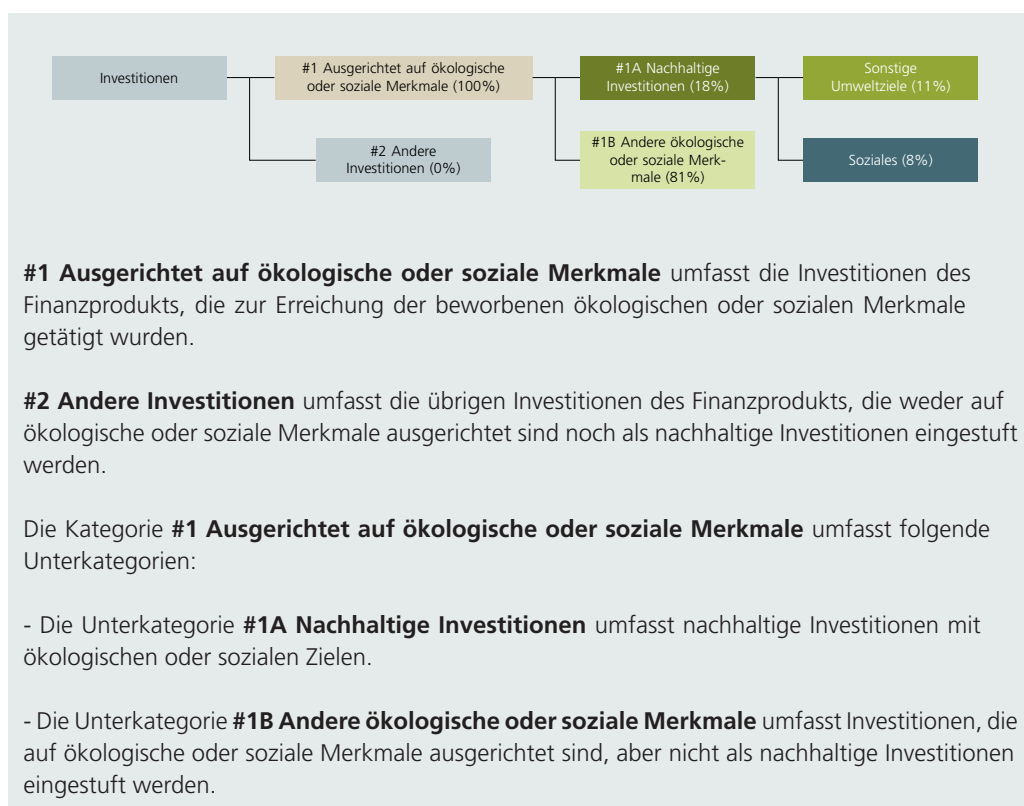 Investitionen
#1 Ausgerichtet auf ökologische
oder soziale Merkmale (100%)
#1A Nachhaltige
Investitionen (18%)
Sonstige
Umweltziele (11%)
#2 Andere
Investitionen (0%)
#1B Andere ökologische
oder soziale Merk-
male (81%)
Soziales (8%)
#1 Ausgerichtet auf ökologische oder soziale Merkmale umfasst die Investitionen des
Finanzprodukts, die zur Erreichung der beworbenen ökologischen oder sozialen Merkmale
getätigt wurden.
#2 Andere Investitionen umfasst die übrigen Investitionen des Finanzprodukts, die weder auf
ökologische oder soziale Merkmale ausgerichtet sind noch als nachhaltige Investitionen eingestuft
werden.
Die Kategorie #1 Ausgerichtet auf ökologische oder soziale Merkmale umfasst folgende
Unterkategorien:
- Die Unterkategorie #1A Nachhaltige Investitionen umfasst nachhaltige Investitionen mit
ökologischen oder sozialen Zielen.
- Die Unterkategorie #1B Andere ökologische oder soziale Merkmale umfasst Investitionen, die
auf ökologische oder soziale Merkmale ausgerichtet sind, aber nicht als nachhaltige Investitionen
eingestuft werden.